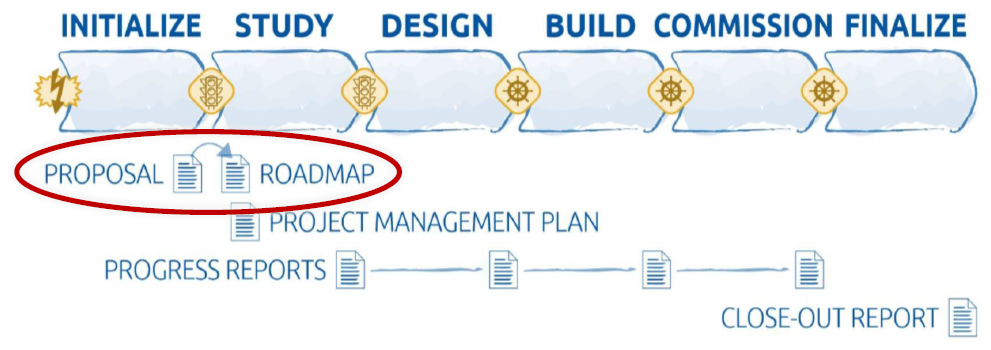 INITIALIZE STUDY DESIGN BUILD COMMISSION FINALIZE
PROPOSAL ROADMAP
PROJECT MANAGEMENT PLAN
PROGRESS REPORTS
CLOSE-OUT REPORT